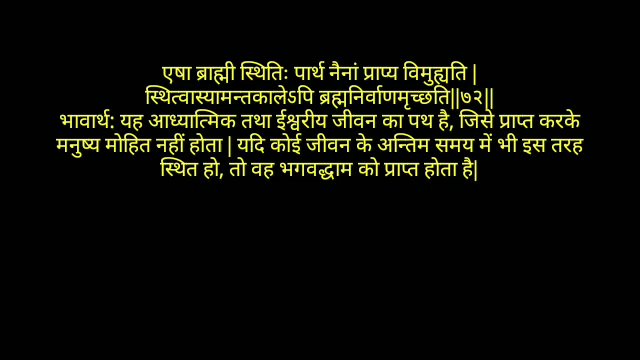 एषा ब्राह्मी स्थितिः पार्थ नैनां प्राप्य विमुह्यति |
स्थित्वास्यामन्तकालेऽपि ब्रह्मनिर्वाणमृच्छति||७२||
भावार्थ: यह आध्यात्मिक तथा ईश्वरीय जीवन का पथ है, जिसे प्राप्त करके
मनुष्य मोहित नहीं होता | यदि कोई जीवन के अन्तिम समय में भी इस तरह
स्थित हो, तो वह भगवद्धाम को प्राप्त होता है|